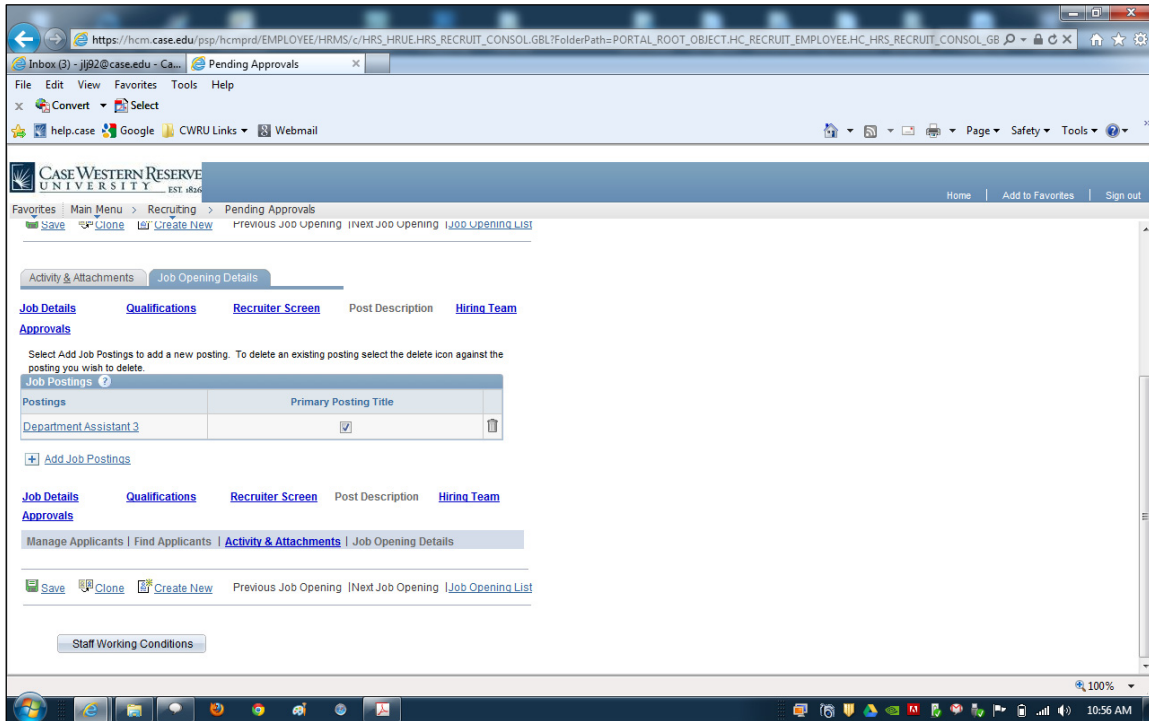 https://hcm.case.edu/psp/hcmprd/EMPLOYEE/HRMS/c/HRS_HRUE.HRS_RECRUIT_CONSOL.GBL?FolderPath=PORTAL_ROOT_OBJECT.HC_RECRUIT_EMPLOYEE.HC_HRS_RECRUIT_CONSOL_GB
Inbox (3) - jlj92@case.edu - Ca... Pending Approvals
File Edit View Favorites Tools Help
x Convert Select
help.case Google CWRU Links Webmail Page Safety Tools
CASE WESTERN RESERVE
UNIVERSITY EST. 1826
Home | Add to Favorites | Sign out
Favorites Main Menu > Recruiting > Pending Approvals
Save Clone Create New Previous Job Opening |Next Job Opening |Job Opening List
Activity & Attachments Job Opening Details
Job Details Qualifications Recruiter Screen Post Description Hiring Team
Approvals
Select Add Job Postings to add a new posting. To delete an existing posting select the delete icon against the
posting you wish to delete.
Job Postings ?
Postings Primary Posting Title
Department Assistant 3
+ Add Job Postings
Job Details Qualifications Recruiter Screen Post Description Hiring Team
Approvals
Manage Applicants | Find Applicants | Activity & Attachments | Job Opening Details
Save Clone Create New Previous Job Opening |Next Job Opening |Job Opening List
Staff Working Conditions
100%
10:56 AM